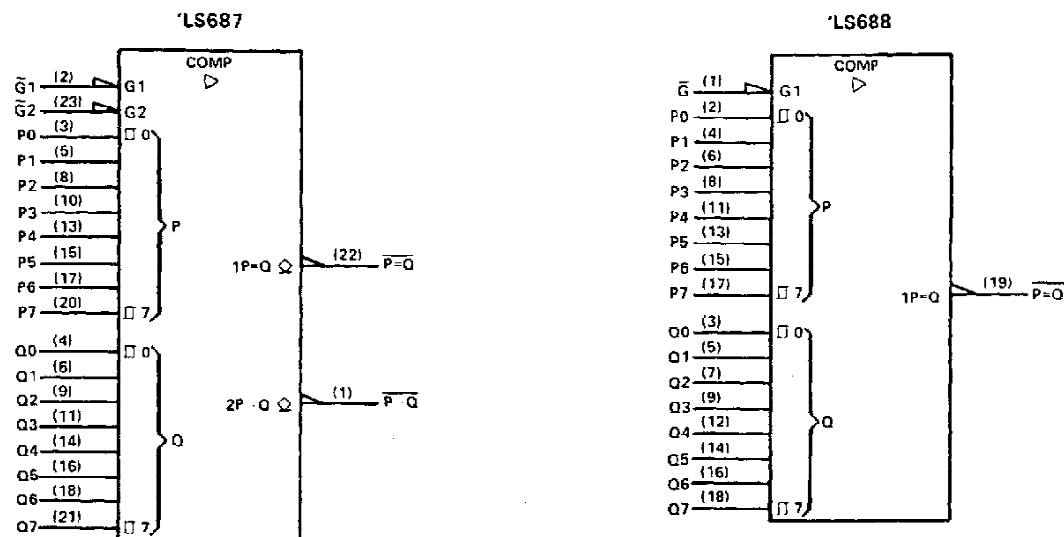 'LS687
COMP
G̅1 (2) G1
G̅2 (23) G2
P0 (3) 0
P1 (5)
P2 (8)
P3 (10)
P4 (13)
P5 (15)
P6 (17)
P7 (20) 7
P
Q0 (4) 0
Q1 (6)
Q2 (9)
Q3 (11)
Q4 (14)
Q5 (16)
Q6 (18)
Q7 (21) 7
Q
1P=Q (22) P=Q
2P Q (1) P Q
'LS688
COMP
G̅ (1) G1
P0 (2) 0
P1 (4)
P2 (6)
P3 (8)
P4 (11)
P5 (13)
P6 (15)
P7 (17) 7
P
Q0 (3) 0
Q1 (5)
Q2 (7)
Q3 (9)
Q4 (12)
Q5 (14)
Q6 (16)
Q7 (18) 7
Q
1P=Q (19) P=Q